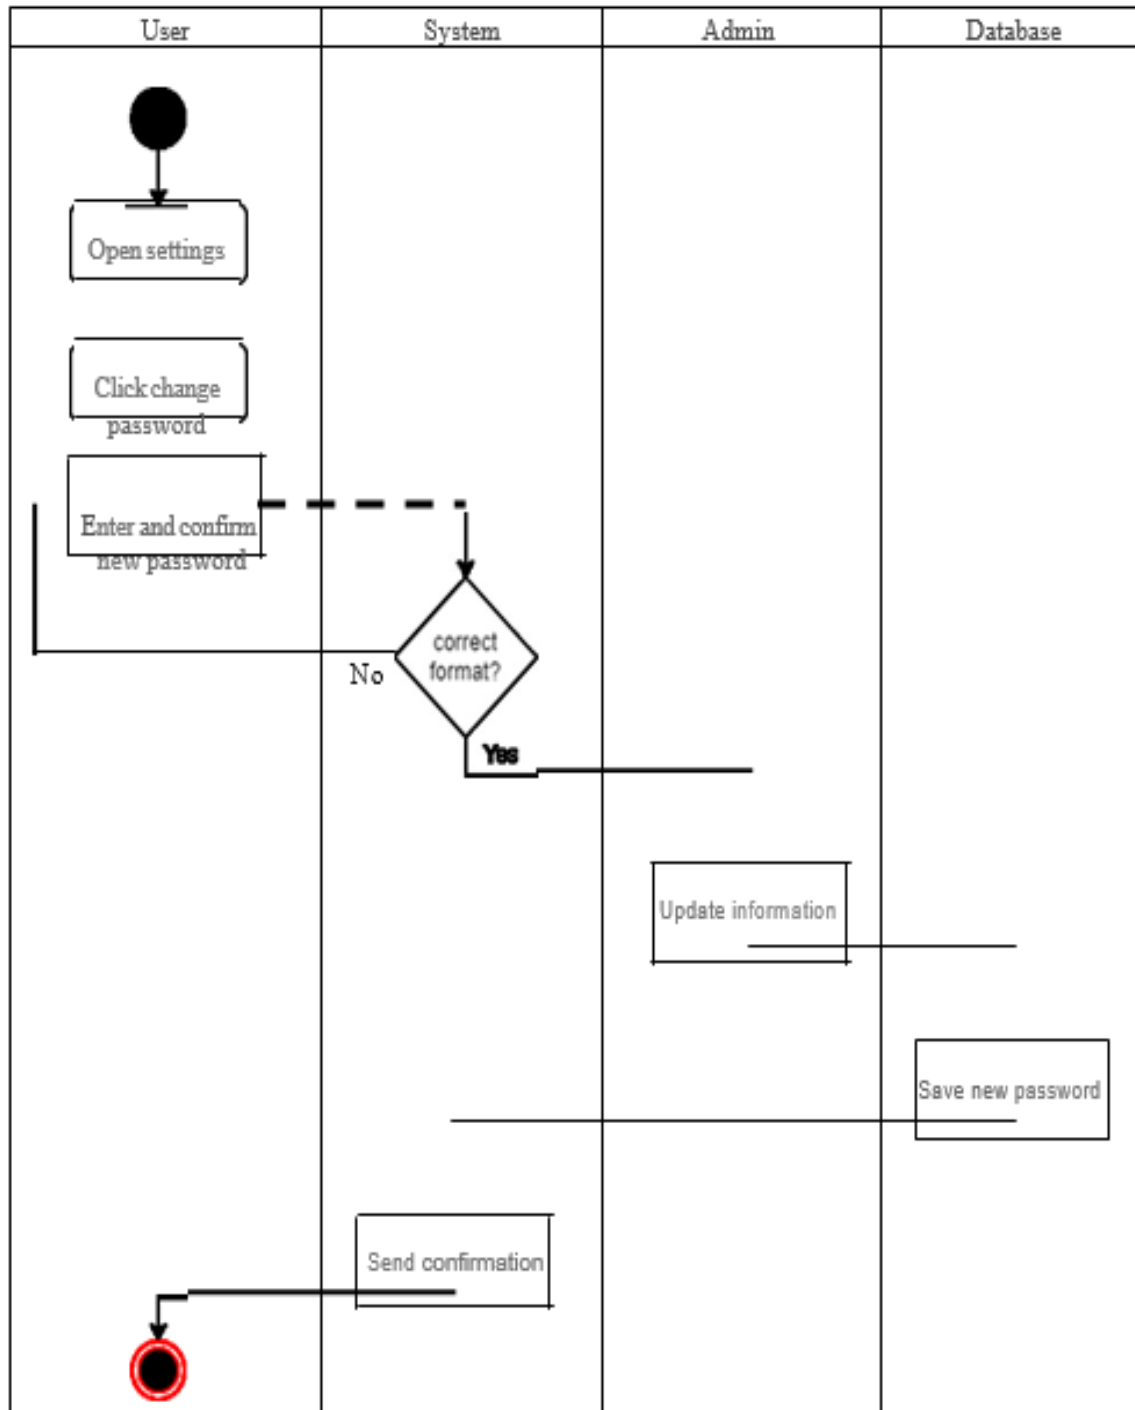 User
System
Admin
Database
Open settings
Click change
password
Enter and confirm
new password
correct
format?
No
Yes
Update information
Save new password
Send confirmation